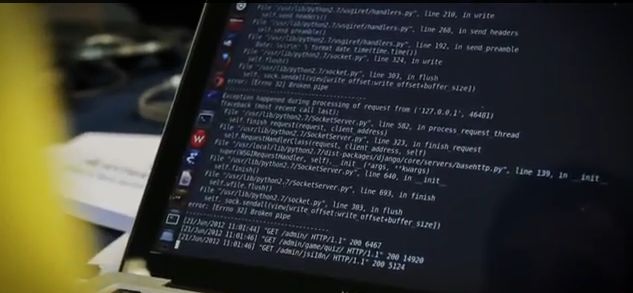 File "/usr/lib/python2.7/wsgiref/handlers.py", line 210, in write
self.send_headers()
File "/usr/lib/python2.7/wsgiref/handlers.py", line 268, in send_headers
self.send_preamble()
File "/usr/lib/python2.7/wsgiref/handlers.py", line 192, in send_preamble
'Date: %s\r\n' % format_date_time(time.time())
File "/usr/lib/python2.7/socket.py", line 324, in write
self.flush()
File "/usr/lib/python2.7/socket.py", line 303, in flush
self._sock.sendall(view[write_offset:write_offset+buffer_size])
error: [Errno 32] Broken pipe
----------------------------------------
Exception happened during processing of request from ('127.0.0.1', 46481)
Traceback (most recent call last):
File "/usr/lib/python2.7/SocketServer.py", line 582, in process_request_thread
self.finish_request(request, client_address)
File "/usr/lib/python2.7/SocketServer.py", line 323, in finish_request
self.RequestHandlerClass(request, client_address, self)
File "/usr/local/lib/python2.7/dist-packages/django/core/servers/basehttp.py", line 139, in __init__
super(WSGIRequestHandler, self).__init__(*args, **kwargs)
File "/usr/lib/python2.7/SocketServer.py", line 640, in __init__
self.finish()
File "/usr/lib/python2.7/SocketServer.py", line 693, in finish
self.wfile.flush()
File "/usr/lib/python2.7/socket.py", line 303, in flush
self._sock.sendall(view[write_offset:write_offset+buffer_size])
error: [Errno 32] Broken pipe
----------------------------------------
[21/Jun/2012 11:01:44] "GET /admin/ HTTP/1.1" 200 6467
[21/Jun/2012 11:01:46] "GET /admin/game/quiz/ HTTP/1.1" 200 14920
[21/Jun/2012 11:01:46] "GET /admin/jsi18n/ HTTP/1.1" 200 5124